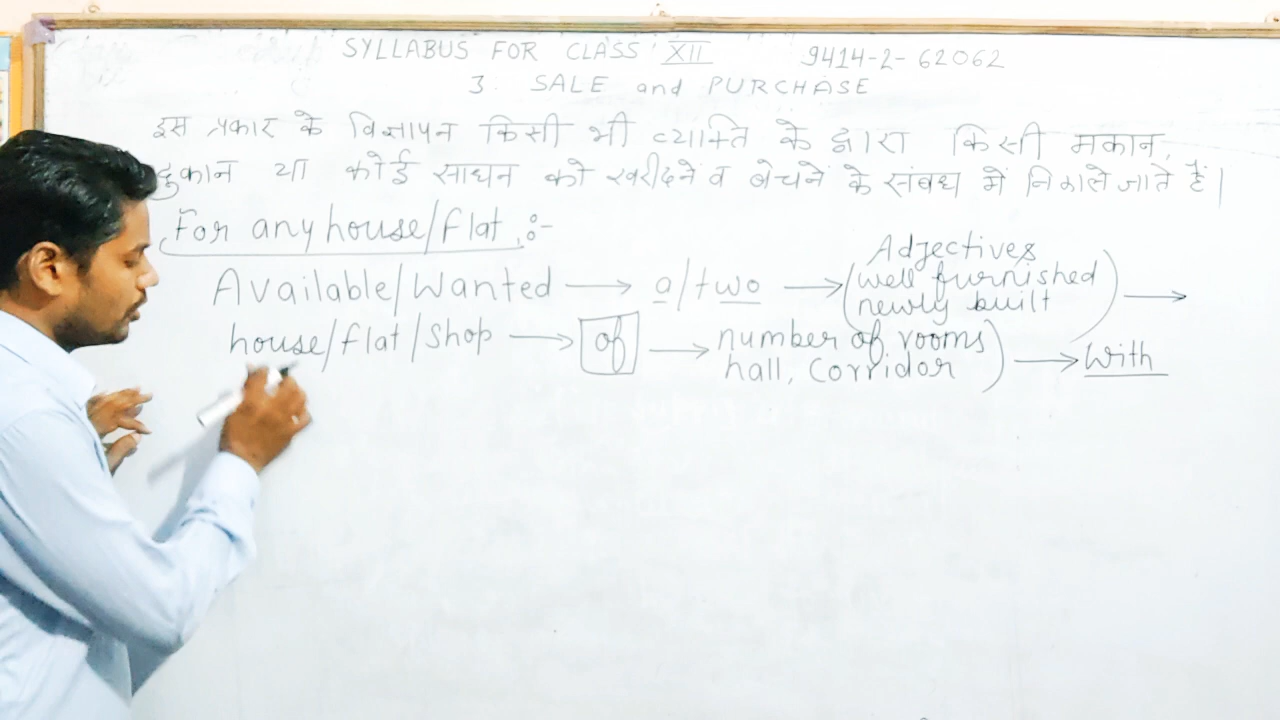 SYLLABUS FOR CLASS XII 9414-2-62062
3. SALE and PURCHASE
इस प्रकार के विज्ञापन किसी भी व्यक्ति के द्वारा किसी मकान,
दुकान या कोई साधन को खरीदने व बेचने के संबध में निकाले जाते हैं।
For any house/flat :-
Available/Wanted → a/two → (Adjectives well furnished newly built) →
house/flat/Shop → of → number of rooms hall, Corridor) → With